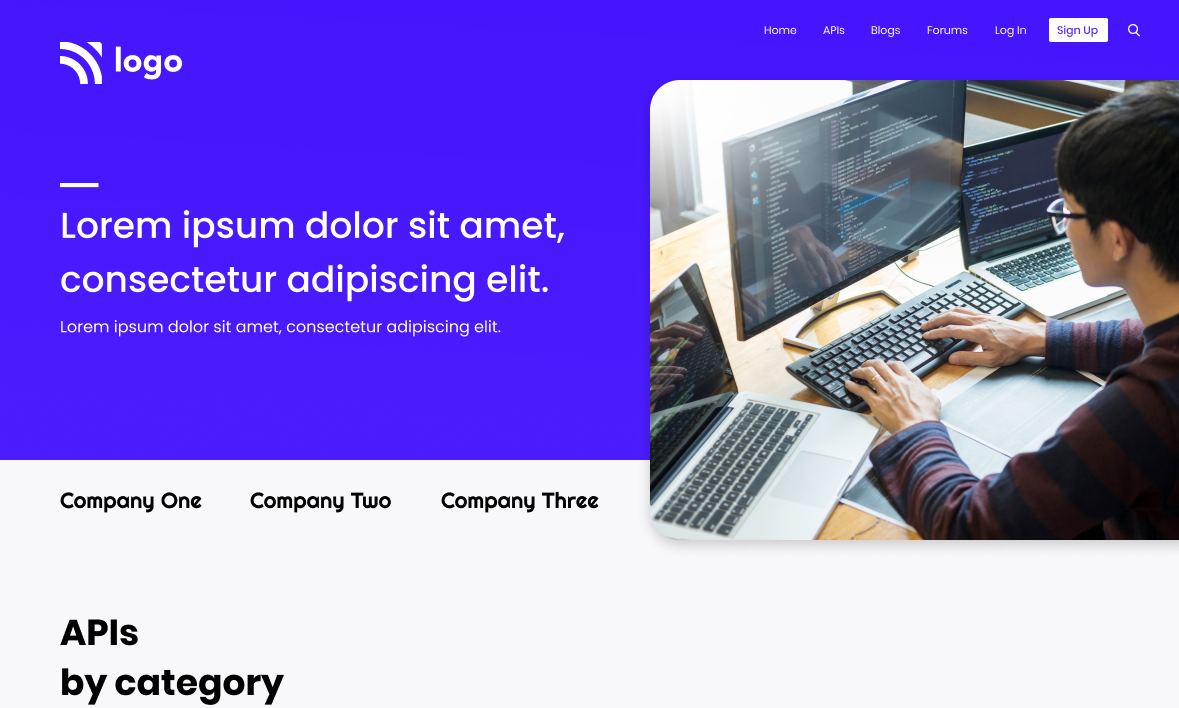 Home APIs Blogs Forums Log In Sign Up
logo
Lorem ipsum dolor sit amet,
consectetur adipiscing elit.
Lorem ipsum dolor sit amet, consectetur adipiscing elit.
Company One Company Two Company Three
APIs
by category